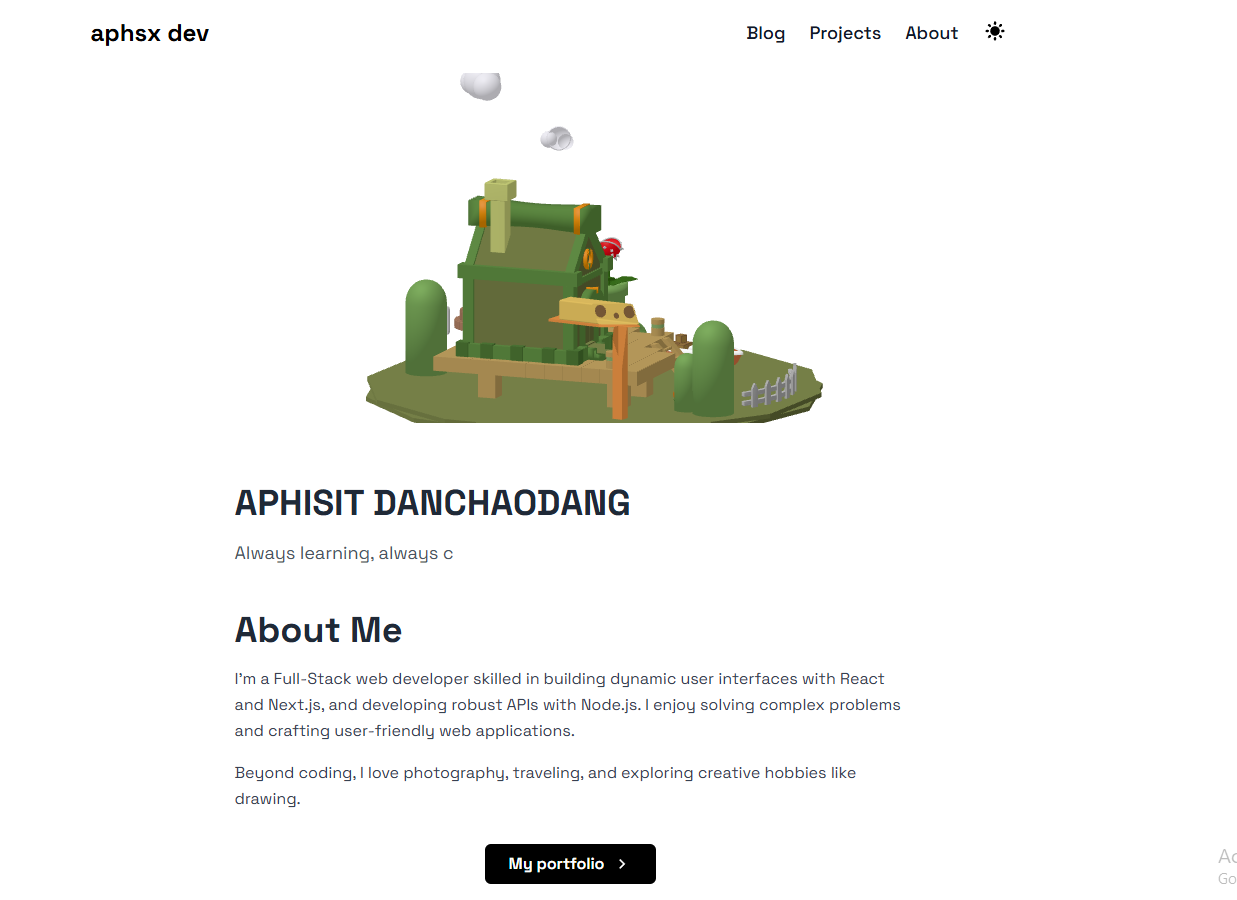 aphsx dev
Blog Projects About
APHISIT DANCHAODANG
Always learning, always c
About Me
I'm a Full-Stack web developer skilled in building dynamic user interfaces with React
and Next.js, and developing robust APIs with Node.js. I enjoy solving complex problems
and crafting user-friendly web applications.
Beyond coding, I love photography, traveling, and exploring creative hobbies like
drawing.
My portfolio
Go